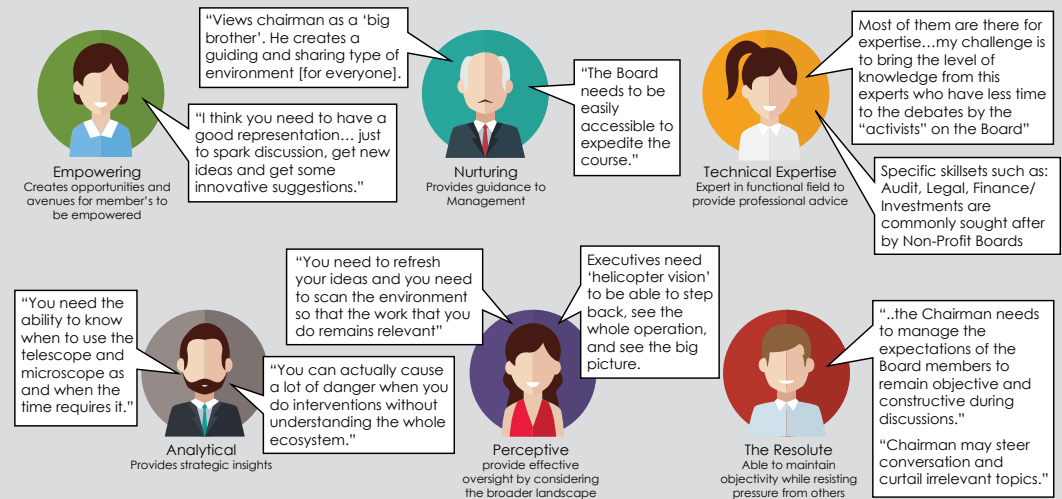 “I think you need to have a
good representation... just
to spark discussion, get new
ideas and get some
innovative suggestions.”
Empowering
Creates opportunities and
avenues for member’s to
be empowered
“Views chairman as a ‘big
brother’. He creates a
guiding and sharing type of
environment [for everyone].
“The Board
needs to be
easily
accessible to
expedite the
course.”
Nurturing
Provides guidance to
Management
Most of them are there for
expertise…my challenge is
to bring the level of
knowledge from this
experts who have less time
to the debates by the
“activists” on the Board”
Technical Expertise
Expert in functional field to
provide professional advice
Specific skillsets such as:
Audit, Legal, Finance/
Investments are
commonly sought after
by Non-Profit Boards
“You need the
ability to know
when to use the
telescope and
microscope as
and when the
time requires it.”
“You can actually cause
a lot of danger when you
do interventions without
understanding the whole
ecosystem.”
Analytical
Provides strategic insights
“You need to refresh
your ideas and you need
to scan the environment
so that the work that you
do remains relevant”
Executives need
‘helicopter vision’
to be able to step
back, see the
whole operation,
and see the big
picture.
Perceptive
provide effective
oversight by considering
the broader landscape
“..the Chairman needs
to manage the
expectations of the
Board members to
remain objective and
constructive during
discussions.”
“Chairman may steer
conversation and
curtail irrelevant topics.”
The Resolute
Able to maintain
objectivity while resisting
pressure from others